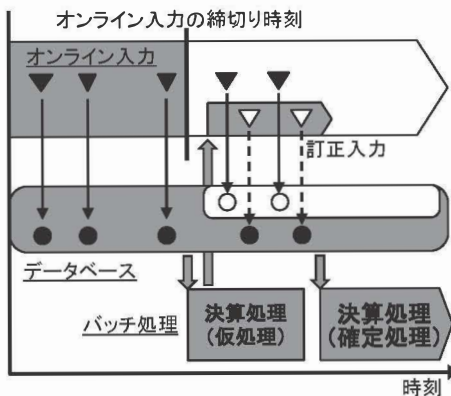 オンライン入力の締切り時刻
オンライン入力
訂正入力
データベース
バッチ処理
決算処理
(仮処理)
決算処理
(確定処理)
時刻